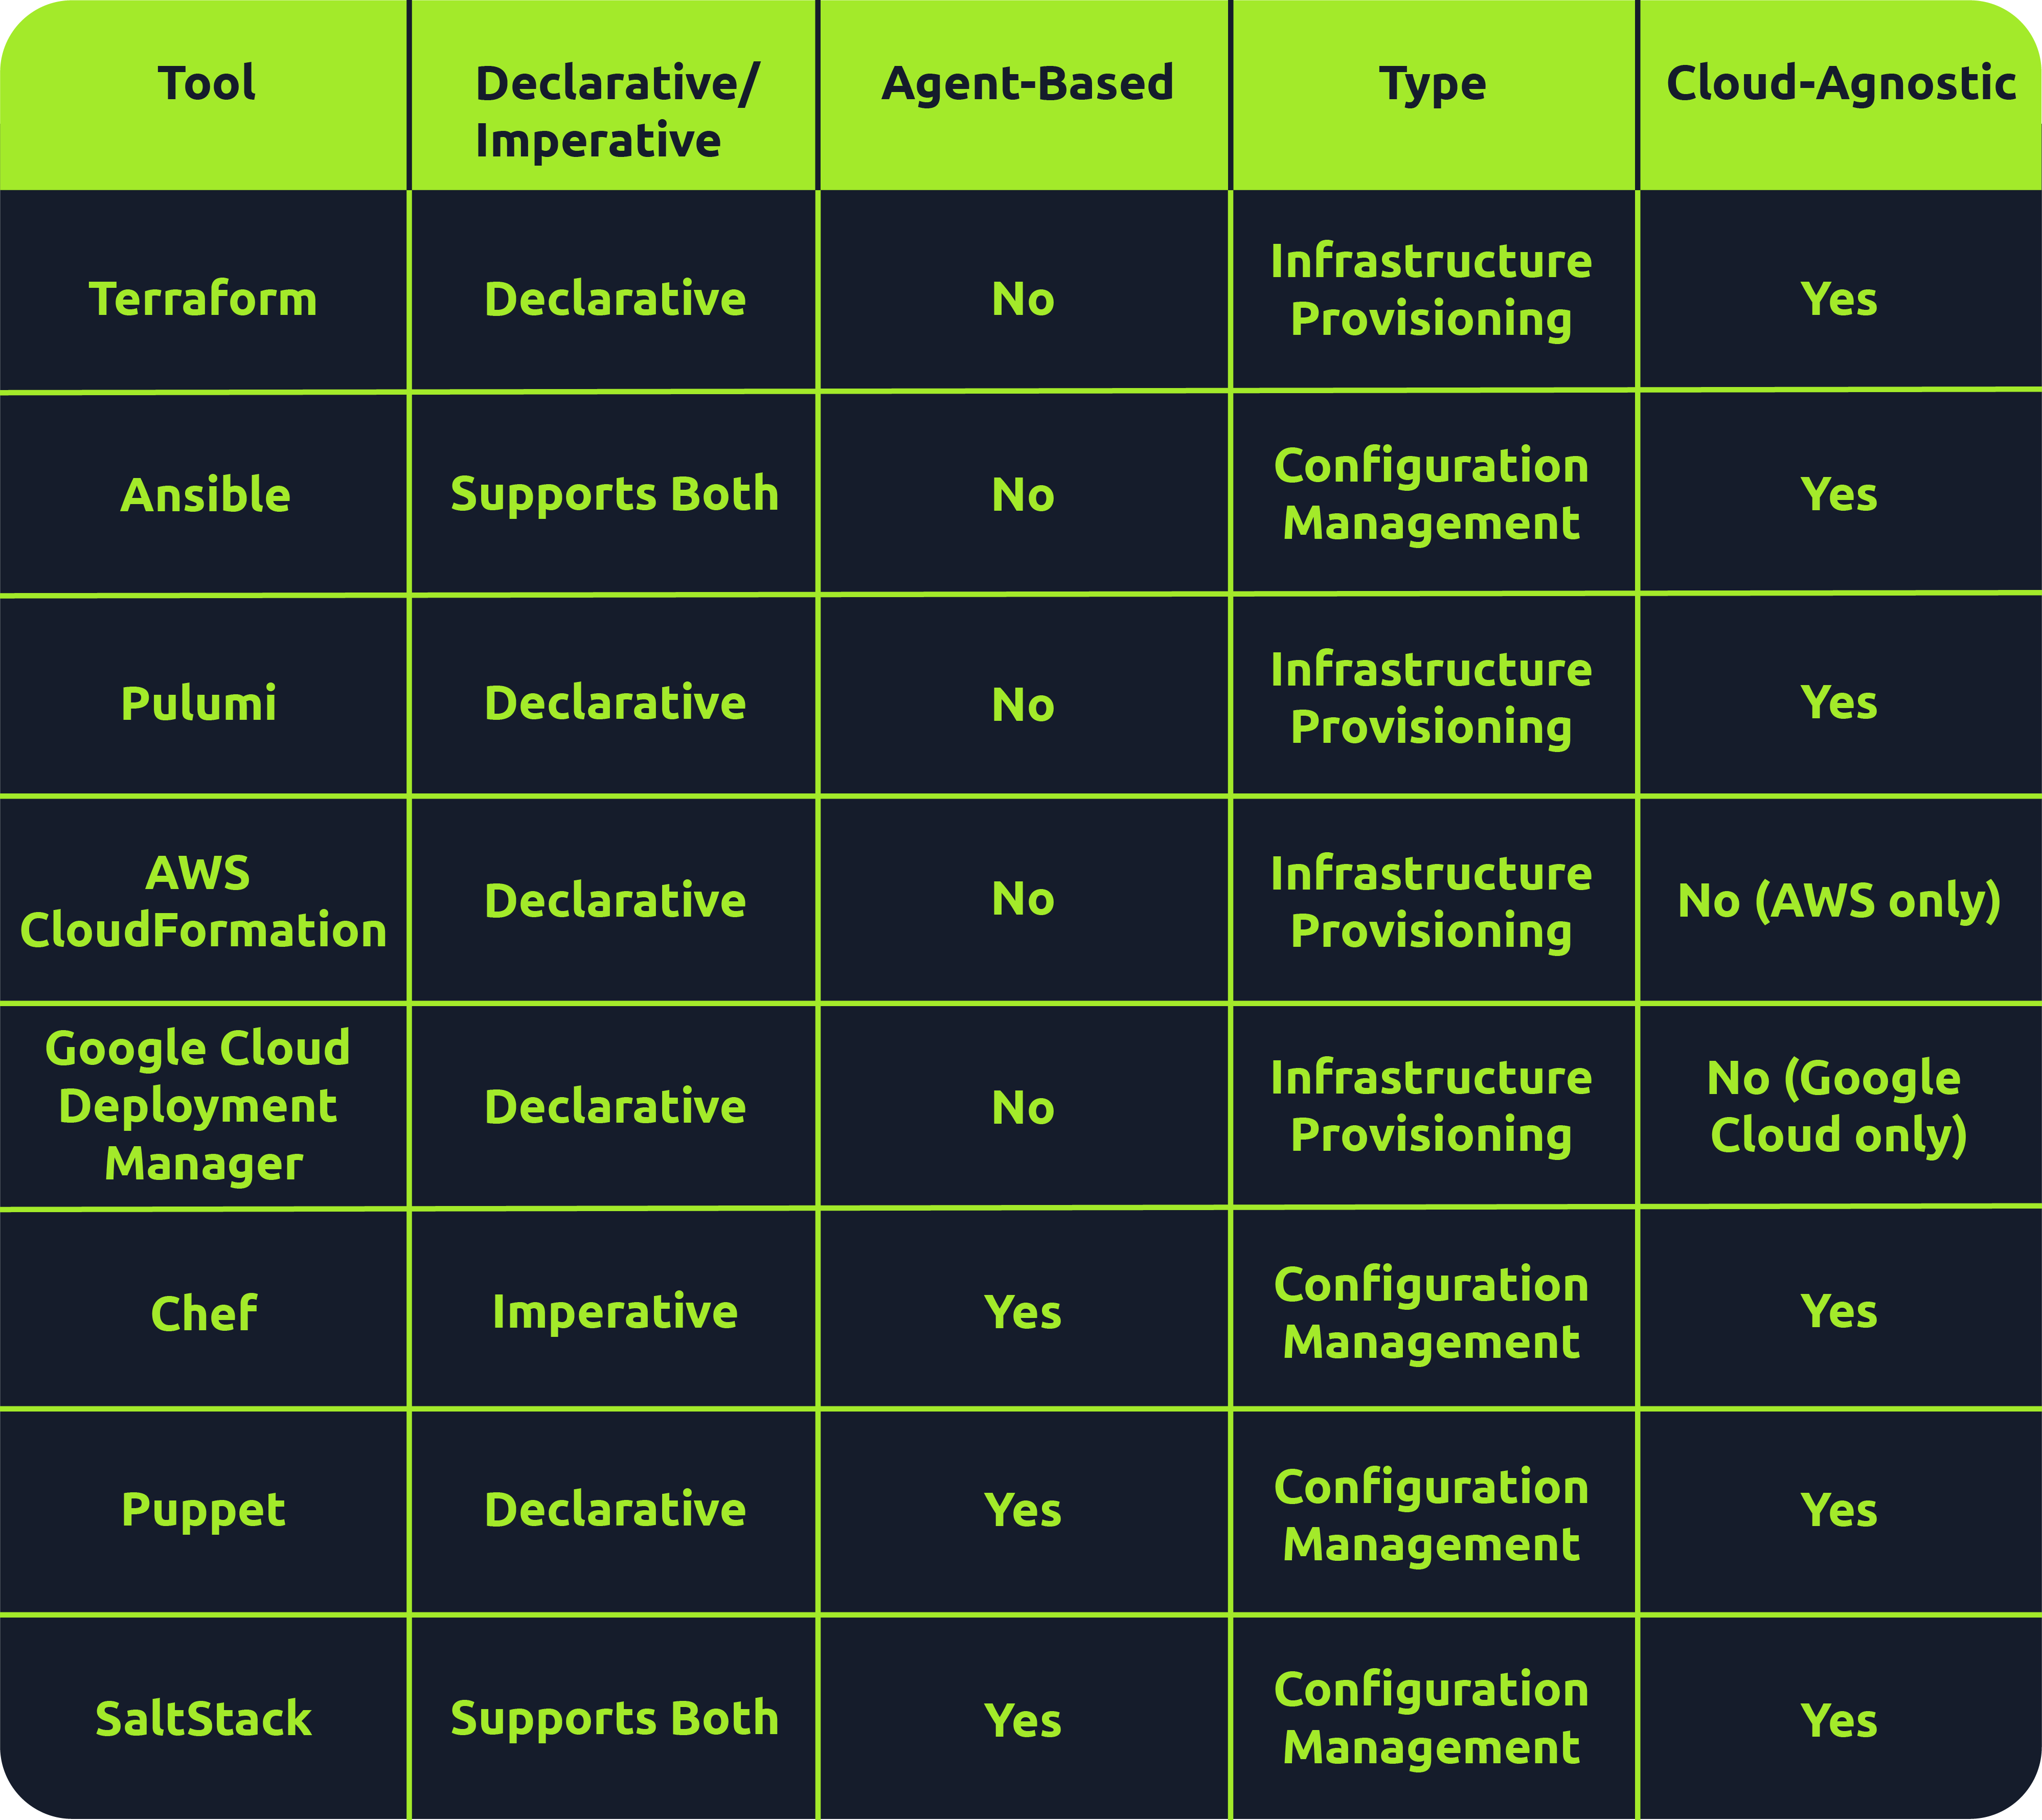 Tool
Declarative/
Imperative
Agent-Based
Type
Cloud-Agnostic
Terraform
Declarative
No
Infrastructure
Provisioning
Yes
Ansible
Supports Both
No
Configuration
Management
Yes
Pulumi
Declarative
No
Infrastructure
Provisioning
Yes
AWS
CloudFormation
Declarative
No
Infrastructure
Provisioning
No (AWS only)
Google Cloud
Deployment
Manager
Declarative
No
Infrastructure
Provisioning
No (Google
Cloud only)
Chef
Imperative
Yes
Configuration
Management
Yes
Puppet
Declarative
Yes
Configuration
Management
Yes
SaltStack
Supports Both
Yes
Configuration
Management
Yes